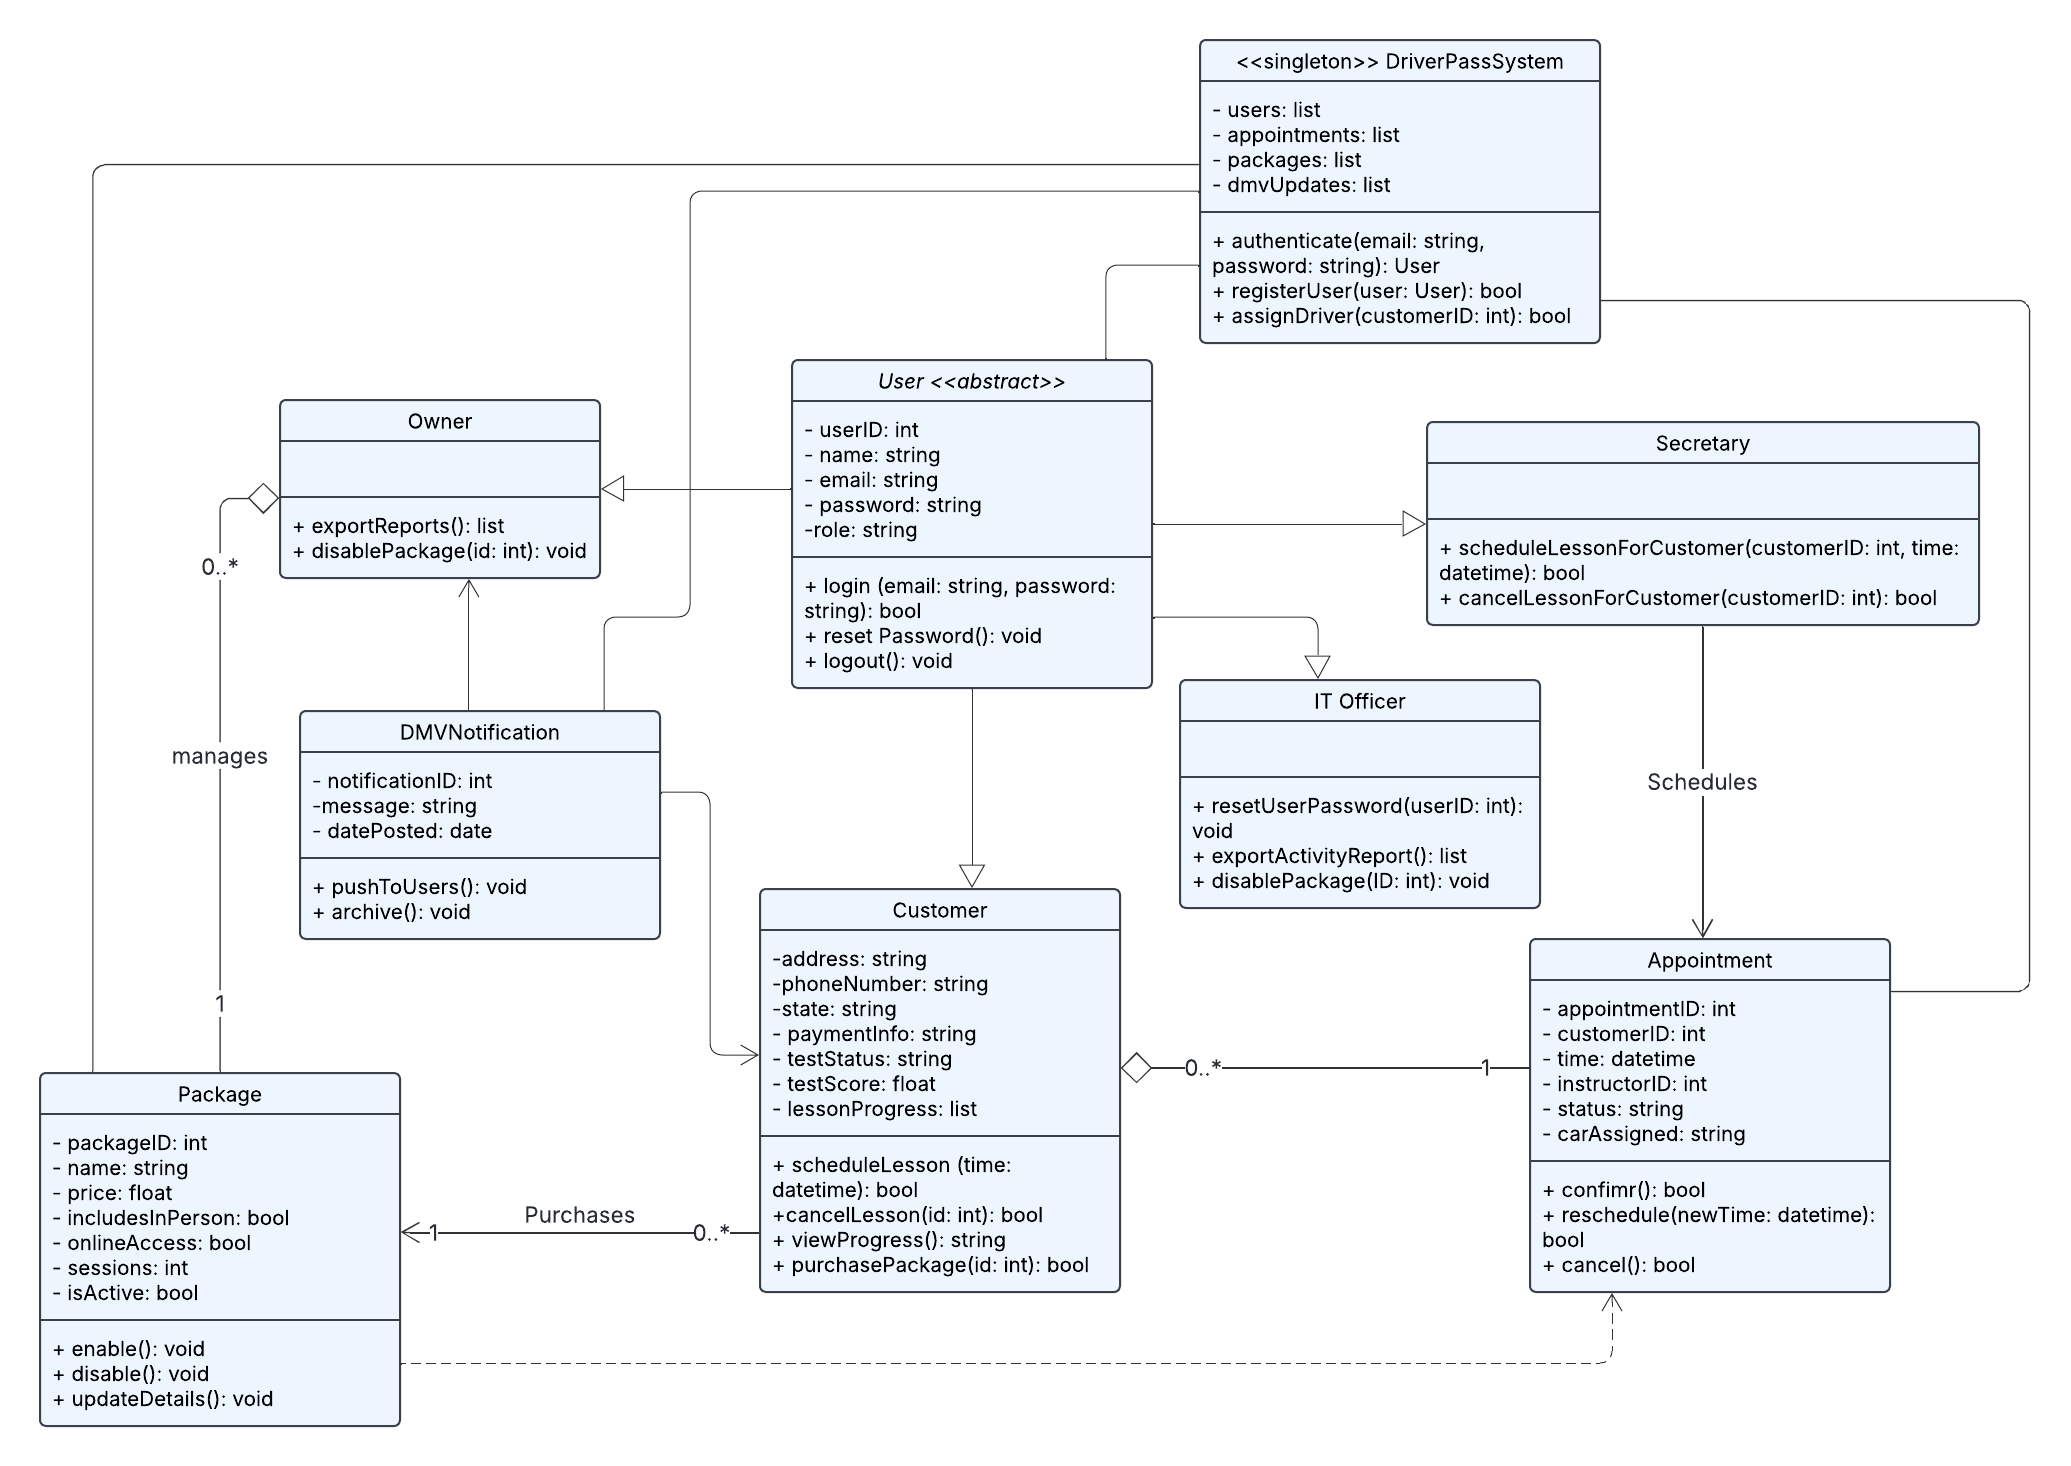 <<singleton>> DriverPassSystem
- users: list
- appointments: list
- packages: list
- dmvUpdates: list
+ authenticate(email: string,
password: string): User
+ registerUser(user: User): bool
+ assignDriver(customerID: int): bool
User <<abstract>>
- userID: int
- name: string
- email: string
- password: string
-role: string
+ login (email: string, password:
string): bool
+ reset Password(): void
+ logout(): void
Owner
+ exportReports(): list
+ disablePackage(id: int): void
Secretary
+ scheduleLessonForCustomer(customerID: int, time:
datetime): bool
+ cancelLessonForCustomer(customerID: int): bool
0..*
manages
1
DMVNotification
- notificationID: int
-message: string
- datePosted: date
+ pushToUsers(): void
+ archive(): void
IT Officer
+ resetUserPassword(userID: int):
void
+ exportActivityReport(): list
+ disablePackage(ID: int): void
Schedules
Customer
-address: string
-phoneNumber: string
-state: string
- paymentInfo: string
- testStatus: string
- testScore: float
- lessonProgress: list
+ scheduleLesson (time:
datetime): bool
+cancelLesson(id: int): bool
+ viewProgress(): string
+ purchasePackage(id: int): bool
0..*
1
Appointment
- appointmentID: int
- customerID: int
- time: datetime
- instructorID: int
- status: string
- carAssigned: string
+ confimr(): bool
+ reschedule(newTime: datetime):
bool
+ cancel(): bool
Package
- packageID: int
- name: string
- price: float
- includesInPerson: bool
- onlineAccess: bool
- sessions: int
- isActive: bool
+ enable(): void
+ disable(): void
+ updateDetails(): void
Purchases
1
0..*